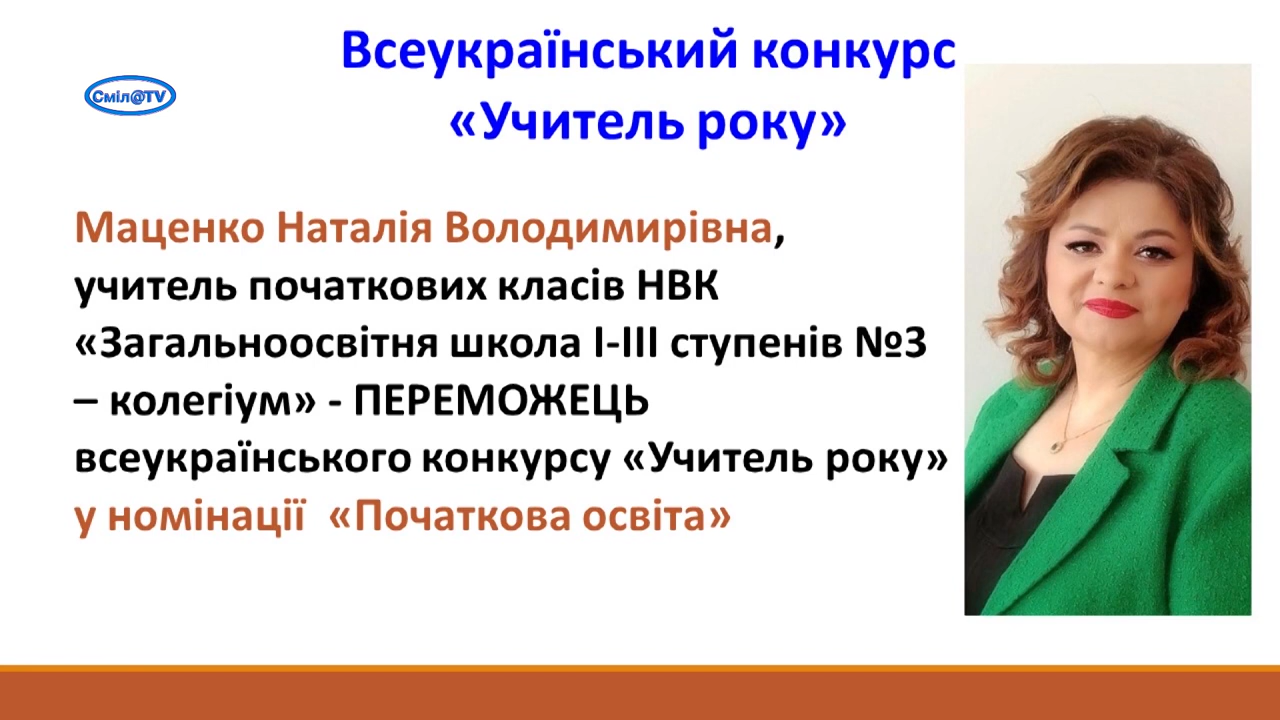 Всеукраїнський конкурс
«Учитель року»
Сміл@TV
Маценко Наталія Володимирівна,
учитель початкових класів НВК
«Загальноосвітня школа І-ІІІ ступенів №3
– колегіум» - ПЕРЕМОЖЕЦЬ
всеукраїнського конкурсу «Учитель року»
у номінації «Початкова освіта»